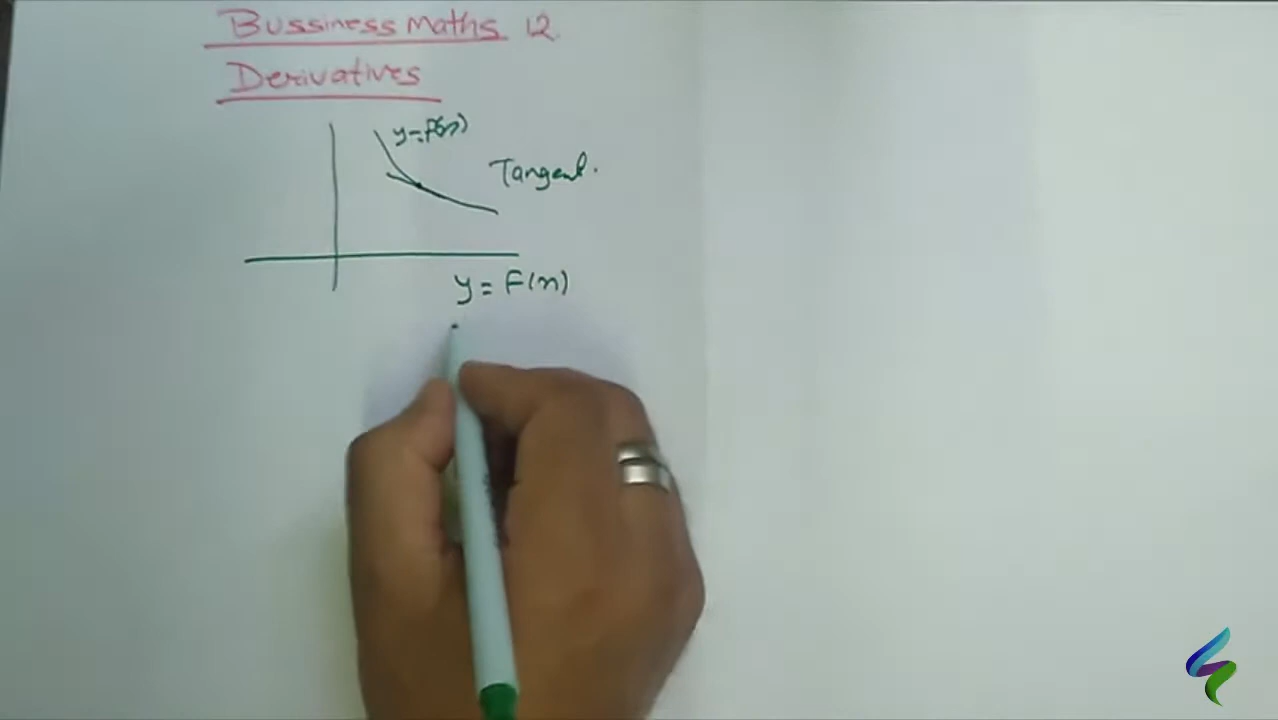 Bussiness Maths 12
Derivatives
y=f(x)
Tangent.
y = F(x)